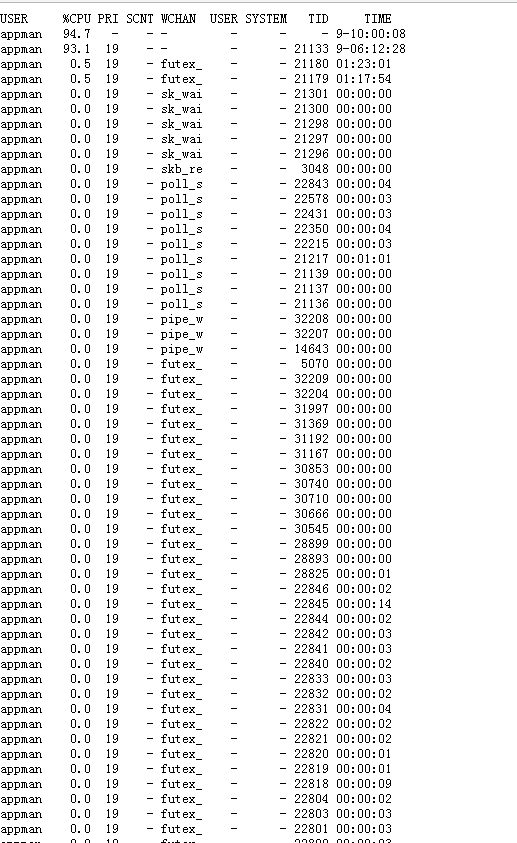 USER %CPU PRI SCNT WCHAN USER SYSTEM TID TIME
appman 94.7 - - - - - - 9-10:00:08
appman 93.1 19 - - - - 21133 9-06:12:28
appman 0.5 19 - futex_ - - 21180 01:23:01
appman 0.5 19 - futex_ - - 21179 01:17:54
appman 0.0 19 - sk_wai - - 21301 00:00:00
appman 0.0 19 - sk_wai - - 21300 00:00:00
appman 0.0 19 - sk_wai - - 21298 00:00:00
appman 0.0 19 - sk_wai - - 21297 00:00:00
appman 0.0 19 - sk_wai - - 21296 00:00:00
appman 0.0 19 - skb_re - - 3048 00:00:00
appman 0.0 19 - poll_s - - 22843 00:00:04
appman 0.0 19 - poll_s - - 22578 00:00:03
appman 0.0 19 - poll_s - - 22431 00:00:03
appman 0.0 19 - poll_s - - 22350 00:00:04
appman 0.0 19 - poll_s - - 22215 00:00:03
appman 0.0 19 - poll_s - - 21217 00:01:01
appman 0.0 19 - poll_s - - 21139 00:00:00
appman 0.0 19 - poll_s - - 21137 00:00:00
appman 0.0 19 - poll_s - - 21136 00:00:00
appman 0.0 19 - pipe_w - - 32208 00:00:00
appman 0.0 19 - pipe_w - - 32207 00:00:00
appman 0.0 19 - pipe_w - - 14643 00:00:00
appman 0.0 19 - futex_ - - 5070 00:00:00
appman 0.0 19 - futex_ - - 32209 00:00:00
appman 0.0 19 - futex_ - - 32204 00:00:00
appman 0.0 19 - futex_ - - 31997 00:00:00
appman 0.0 19 - futex_ - - 31369 00:00:00
appman 0.0 19 - futex_ - - 31192 00:00:00
appman 0.0 19 - futex_ - - 31167 00:00:00
appman 0.0 19 - futex_ - - 30853 00:00:00
appman 0.0 19 - futex_ - - 30740 00:00:00
appman 0.0 19 - futex_ - - 30710 00:00:00
appman 0.0 19 - futex_ - - 30666 00:00:00
appman 0.0 19 - futex_ - - 30545 00:00:00
appman 0.0 19 - futex_ - - 28899 00:00:00
appman 0.0 19 - futex_ - - 28893 00:00:00
appman 0.0 19 - futex_ - - 28825 00:00:01
appman 0.0 19 - futex_ - - 22846 00:00:02
appman 0.0 19 - futex_ - - 22845 00:00:14
appman 0.0 19 - futex_ - - 22844 00:00:02
appman 0.0 19 - futex_ - - 22842 00:00:03
appman 0.0 19 - futex_ - - 22841 00:00:03
appman 0.0 19 - futex_ - - 22840 00:00:02
appman 0.0 19 - futex_ - - 22833 00:00:03
appman 0.0 19 - futex_ - - 22832 00:00:02
appman 0.0 19 - futex_ - - 22831 00:00:04
appman 0.0 19 - futex_ - - 22822 00:00:02
appman 0.0 19 - futex_ - - 22821 00:00:02
appman 0.0 19 - futex_ - - 22820 00:00:01
appman 0.0 19 - futex_ - - 22819 00:00:01
appman 0.0 19 - futex_ - - 22818 00:00:09
appman 0.0 19 - futex_ - - 22804 00:00:02
appman 0.0 19 - futex_ - - 22803 00:00:03
appman 0.0 19 - futex_ - - 22801 00:00:03